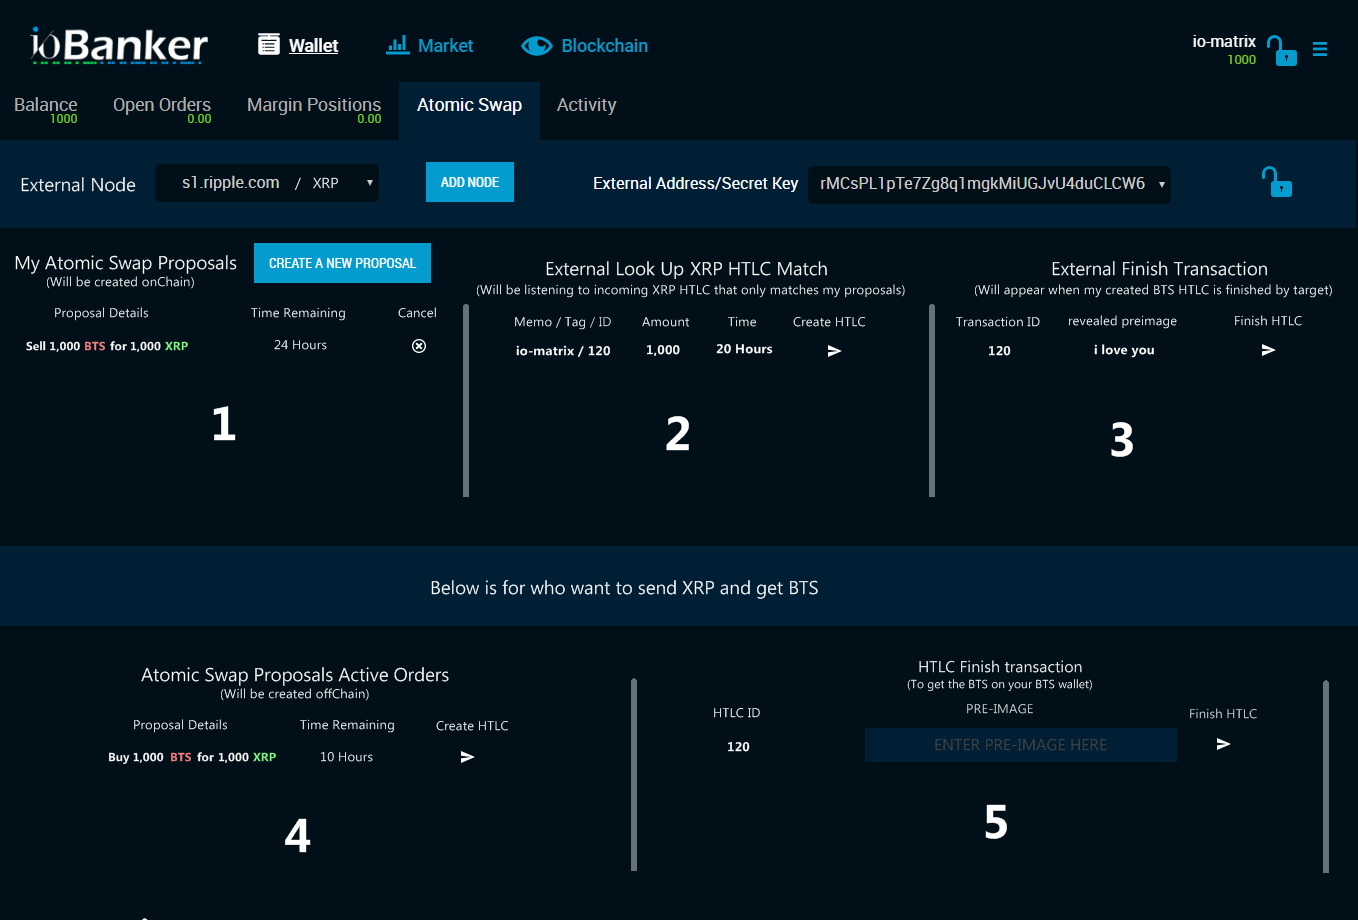 ioBanker
Wallet
Market
Blockchain
io-matrix
1000
Balance
1000
Open Orders
0.00
Margin Positions
0.00
Atomic Swap
Activity
External Node
s1.ripple.com / XRP
ADD NODE
External Address/Secret Key
rMCsPL1pTe7Zg8q1mgkMiUGJvU4duCLCW6
My Atomic Swap Proposals
(Will be created onChain)
CREATE A NEW PROPOSAL
Proposal Details Time Remaining Cancel
Sell 1,000 BTS for 1,000 XRP 24 Hours
1
External Look Up XRP HTLC Match
(Will be listening to incoming XRP HTLC that only matches my proposals)
Memo / Tag / ID Amount Time Create HTLC
io-matrix / 120 1,000 20 Hours
2
External Finish Transaction
(Will appear when my created BTS HTLC is finished by target)
Transaction ID revealed preimage Finish HTLC
120 i love you
3
Below is for who want to send XRP and get BTS
Atomic Swap Proposals Active Orders
(Will be created offChain)
Proposal Details Time Remaining Create HTLC
Buy 1,000 BTS for 1,000 XRP 10 Hours
4
HTLC Finish transaction
(To get the BTS on your BTS wallet)
HTLC ID PRE-IMAGE Finish HTLC
120 ENTER PRE-IMAGE HERE
5